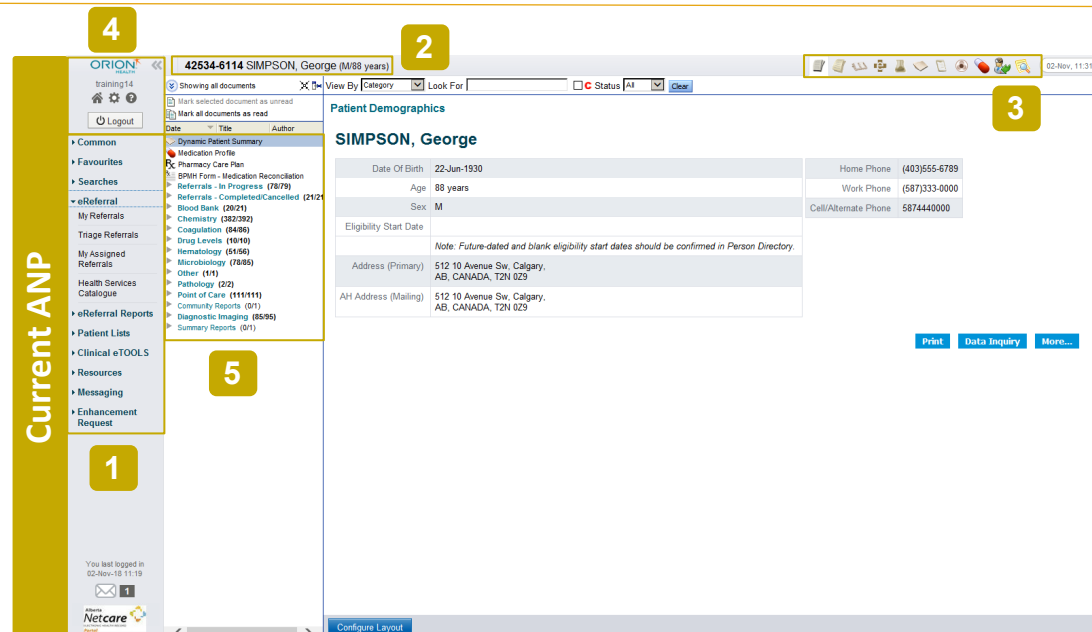 4
2
ORION
HEALTH
training14
Logout
42534-6114 SIMPSON, George (M/88 years)
02-Nov, 11:31
3
Showing all documents
Mark selected document as unread
Mark all documents as read
Date Title Author
View By Category Look For C Status All Clear
Common
Favourites
Searches
eReferral
My Referrals
Triage Referrals
My Assigned
Referrals
Health Services
Catalogue
eReferral Reports
Patient Lists
Clinical eTOOLS
Resources
Messaging
Enhancement
Request
Dynamic Patient Summary
Medication Profile
Rx Pharmacy Care Plan
BPMH Form - Medication Reconciliation
Referrals - In Progress (78/79)
Referrals - Completed/Cancelled (21/21
Blood Bank (20/21)
Chemistry (382/392)
Coagulation (84/86)
Drug Levels (10/10)
Hematology (51/56)
Microbiology (78/85)
Other (1/1)
Pathology (2/2)
Point of Care (111/111)
Community Reports (0/1)
Diagnostic Imaging (85/95)
Summary Reports (0/1)
5
Patient Demographics
SIMPSON, George
Date Of Birth 22-Jun-1930
Age 88 years
Sex M
Eligibility Start Date
Note: Future-dated and blank eligibility start dates should be confirmed in Person Directory.
Address (Primary) 512 10 Avenue Sw, Calgary,
AB, CANADA, T2N 0Z9
AH Address (Mailing) 512 10 Avenue Sw, Calgary,
AB, CANADA, T2N 0Z9
Home Phone (403)555-6789
Work Phone (587)333-0000
Cell/Alternate Phone 5874440000
Print Data Inquiry More...
Current ANP
1
You last logged in
02-Nov-18 11:19
1
Alberta
Netcare
Portal
Configure Layout